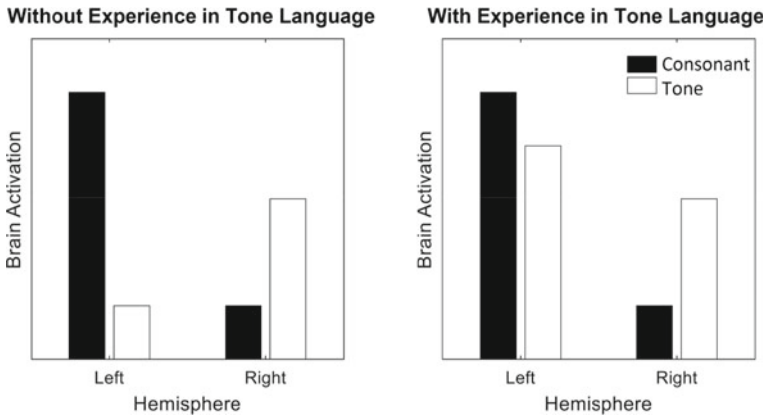 Without Experience in Tone Language
Brain Activation
Left
Right
Hemisphere
With Experience in Tone Language
Consonant
Tone
Brain Activation
Left
Right
Hemisphere